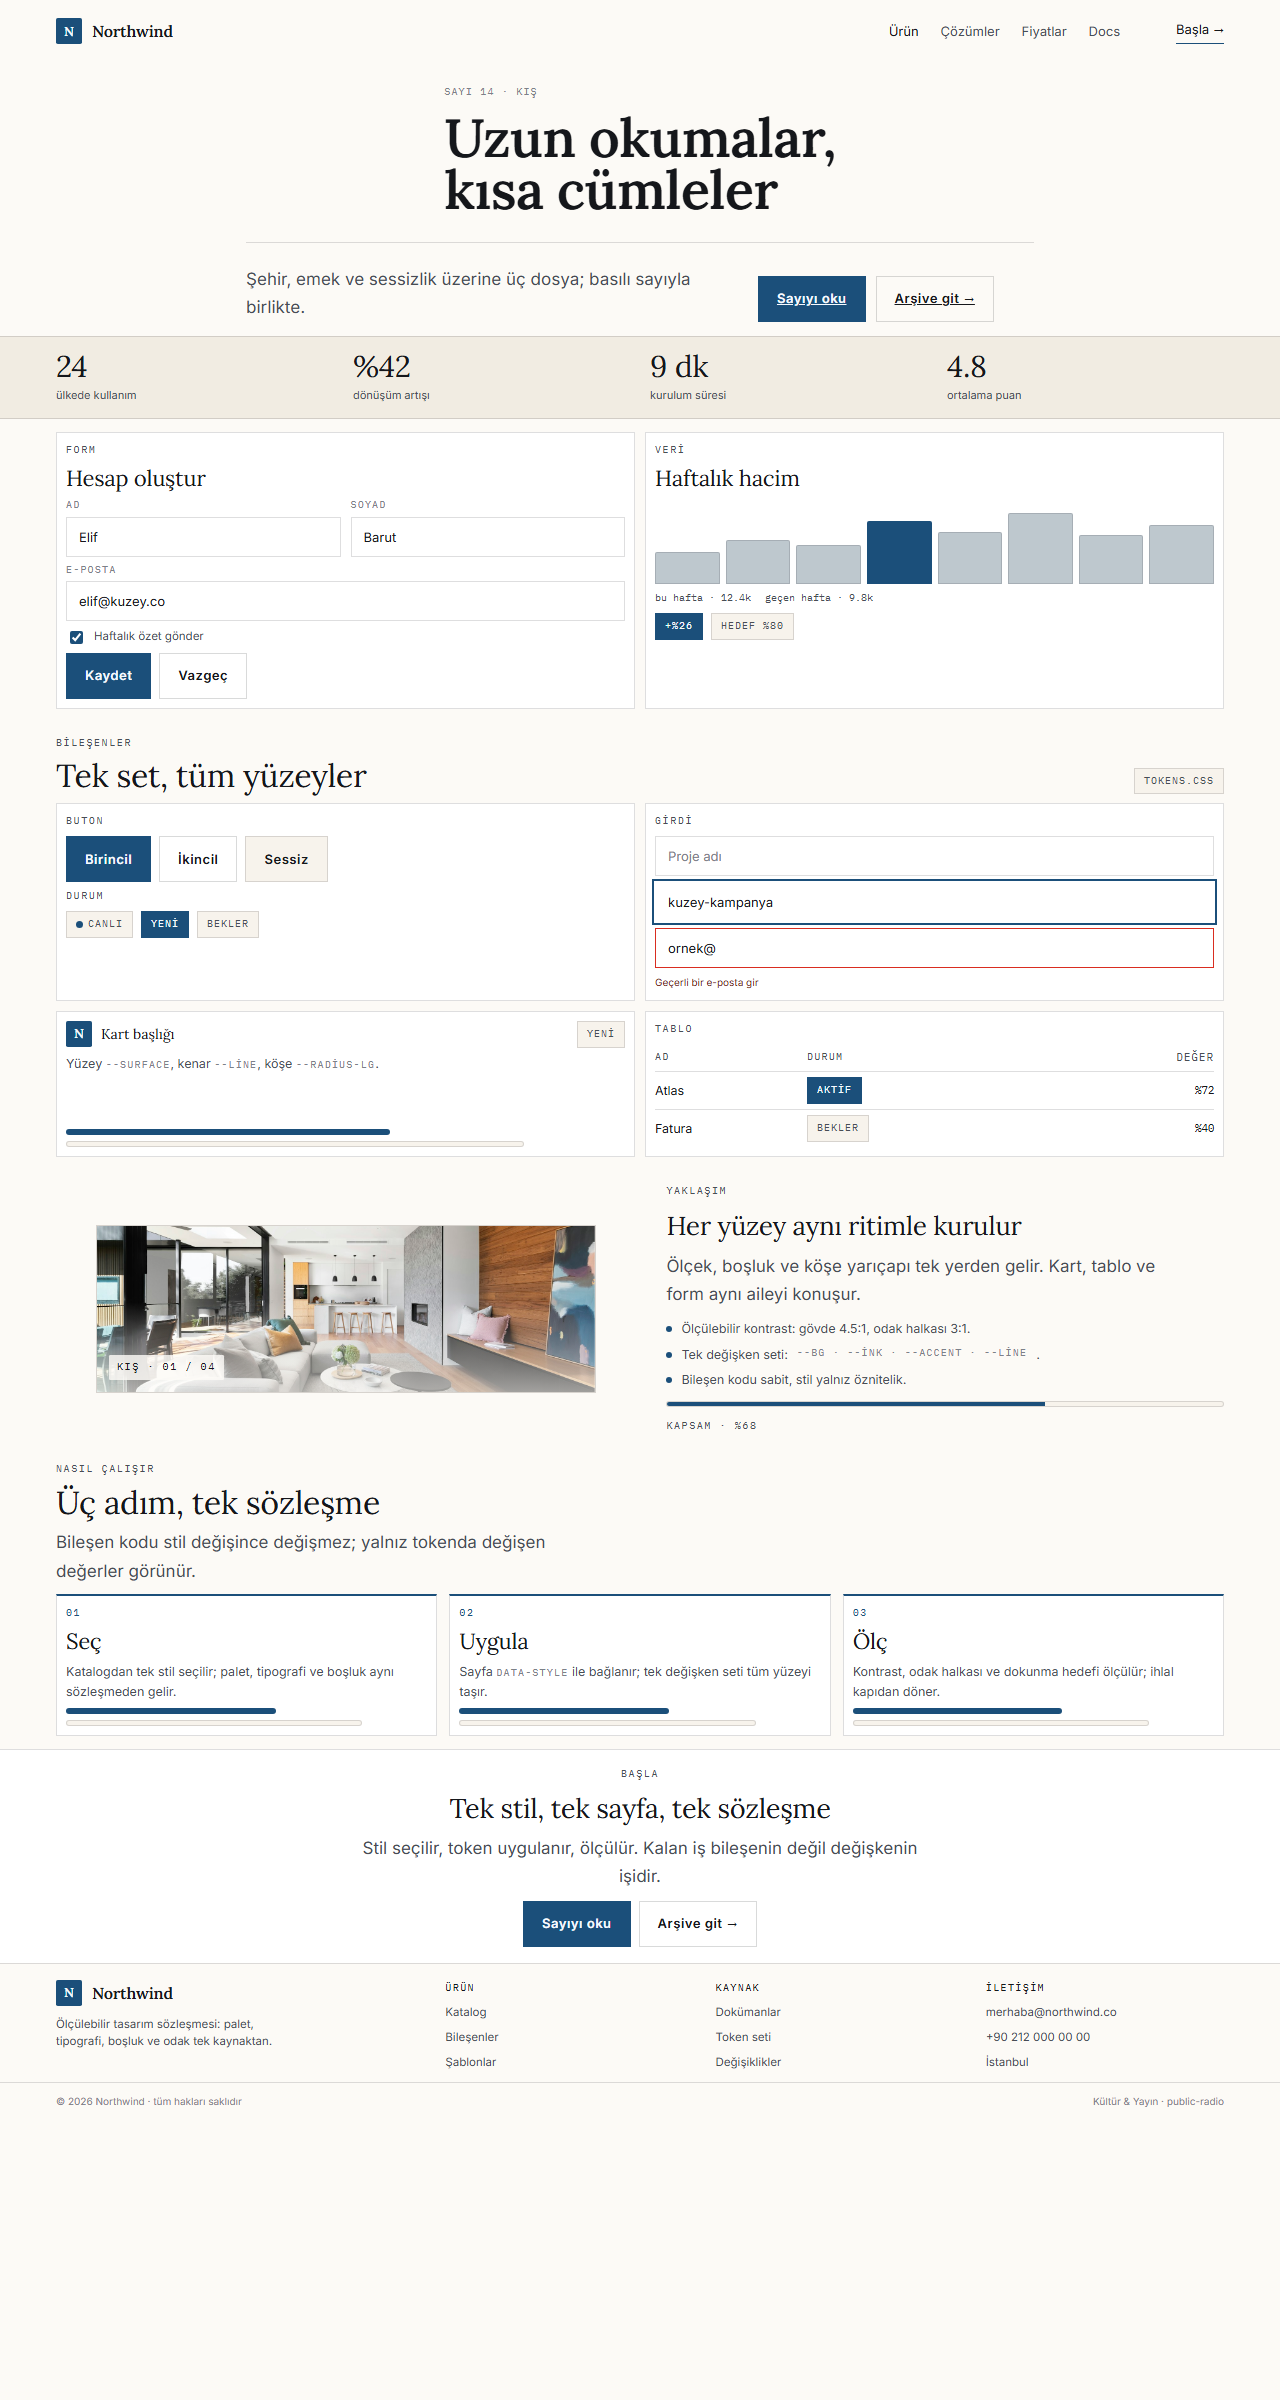 N Northwind
Ürün Çözümler Fiyatlar Docs Başla →
SAYI 14 · KIŞ
Uzun okumalar,
kısa cümleler
Şehir, emek ve sessizlik üzerine üç dosya; basılı sayıyla
birlikte.
Sayıyı oku Arşive git →
24 %42 9 dk 4.8
ülkede kullanım dönüşüm artışı kurulum süresi ortalama puan
FORM
Hesap oluştur
AD SOYAD
Elif Barut
E-POSTA
elif@kuzey.co
Haftalık özet gönder
Kaydet Vazgeç
VERİ
Haftalık hacim
bu hafta · 12.4k geçen hafta · 9.8k
+%26 HEDEF %80
BİLEŞENLER
Tek set, tüm yüzeyler
TOKENS.CSS
BUTON
Birincil İkincil Sessiz
DURUM
CANLI YENİ BEKLER
GİRDİ
Proje adı
kuzey-kampanya
ornek@
Geçerli bir e-posta gir
N Kart başlığı YENİ
Yüzey --SURFACE, kenar --LİNE, köşe --RADİUS-LG.
TABLO
AD DURUM DEĞER
Atlas AKTİF %72
Fatura BEKLER %40
KIŞ · 01 / 04
YAKLAŞIM
Her yüzey aynı ritimle kurulur
Ölçek, boşluk ve köşe yarıçapı tek yerden gelir. Kart, tablo ve
form aynı aileyi konuşur.
Ölçülebilir kontrast: gövde 4.5:1, odak halkası 3:1.
Tek değişken seti: --BG · --İNK · --ACCENT · --LİNE .
Bileşen kodu sabit, stil yalnız öznitelik.
KAPSAM · %68
NASIL ÇALIŞIR
Üç adım, tek sözleşme
Bileşen kodu stil değişince değişmez; yalnız tokenda değişen
değerler görünür.
01
Seç
Katalogdan tek stil seçilir; palet, tipografi ve boşluk aynı
sözleşmeden gelir.
02
Uygula
Sayfa DATA-STYLE ile bağlanır; tek değişken seti tüm yüzeyi
taşır.
03
Ölç
Kontrast, odak halkası ve dokunma hedefi ölçülür; ihlal
kapıdan döner.
BAŞLA
Tek stil, tek sayfa, tek sözleşme
Stil seçilir, token uygulanır, ölçülür. Kalan iş bileşenin değil değişkenin
işidir.
Sayıyı oku Arşive git →
N Northwind
Ölçülebilir tasarım sözleşmesi: palet,
tipografi, boşluk ve odak tek kaynaktan.
ÜRÜN
Katalog
Bileşenler
Şablonlar
KAYNAK
Dokümanlar
Token seti
Değişiklikler
İLETİŞİM
merhaba@northwind.co
+90 212 000 00 00
İstanbul
© 2026 Northwind · tüm hakları saklıdır
Kültür & Yayın · public-radio